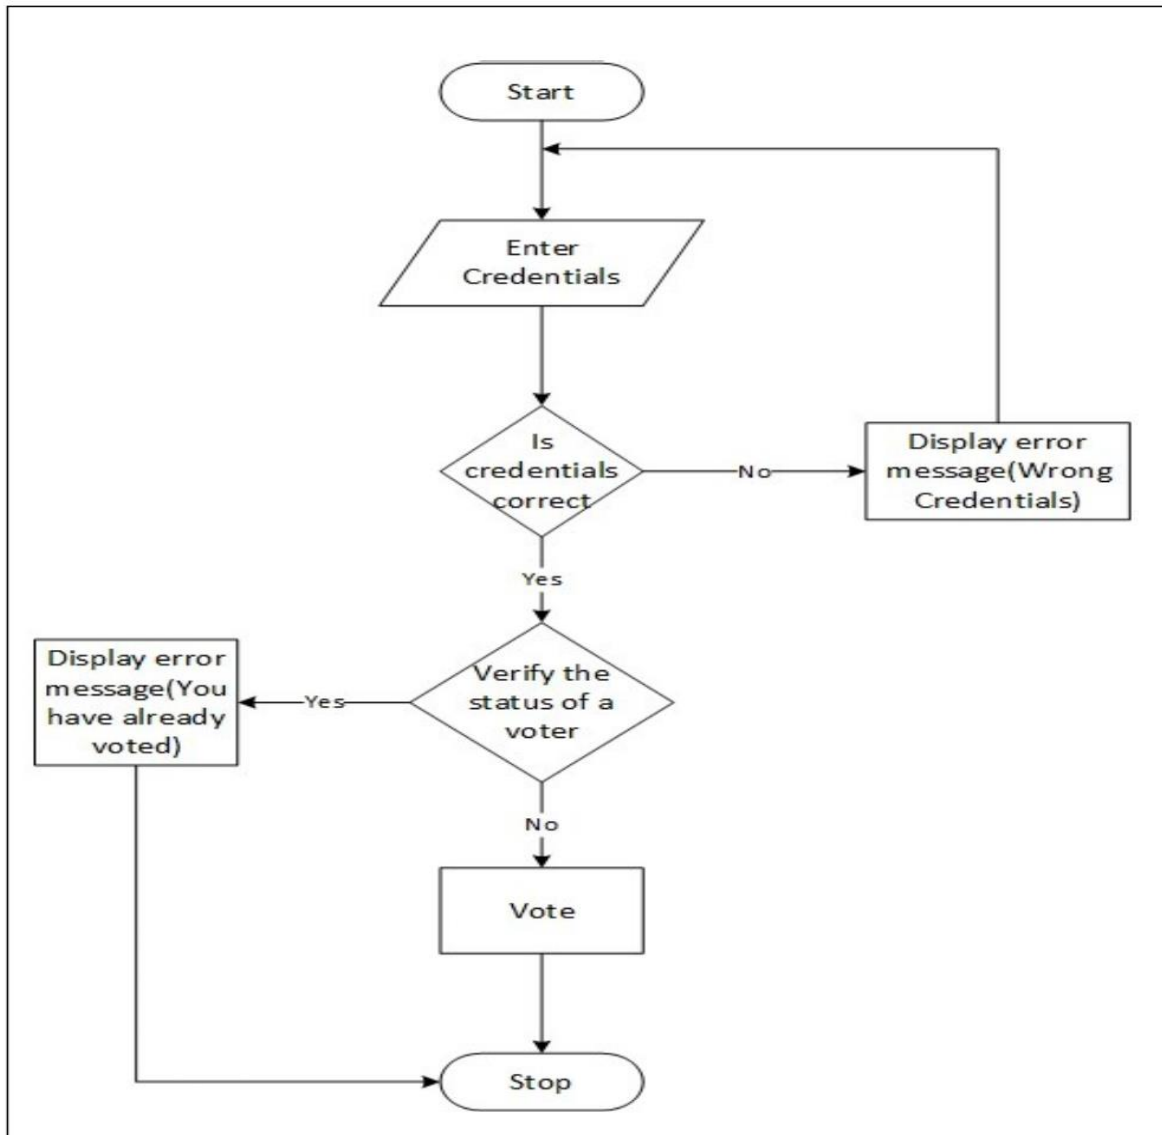 Start
Enter
Credentials
Is
credentials
correct
No
Display error
message(Wrong
Credentials)
Yes
Verify the
status of a
voter
Yes
Display error
message(You
have already
voted)
No
Vote
Stop